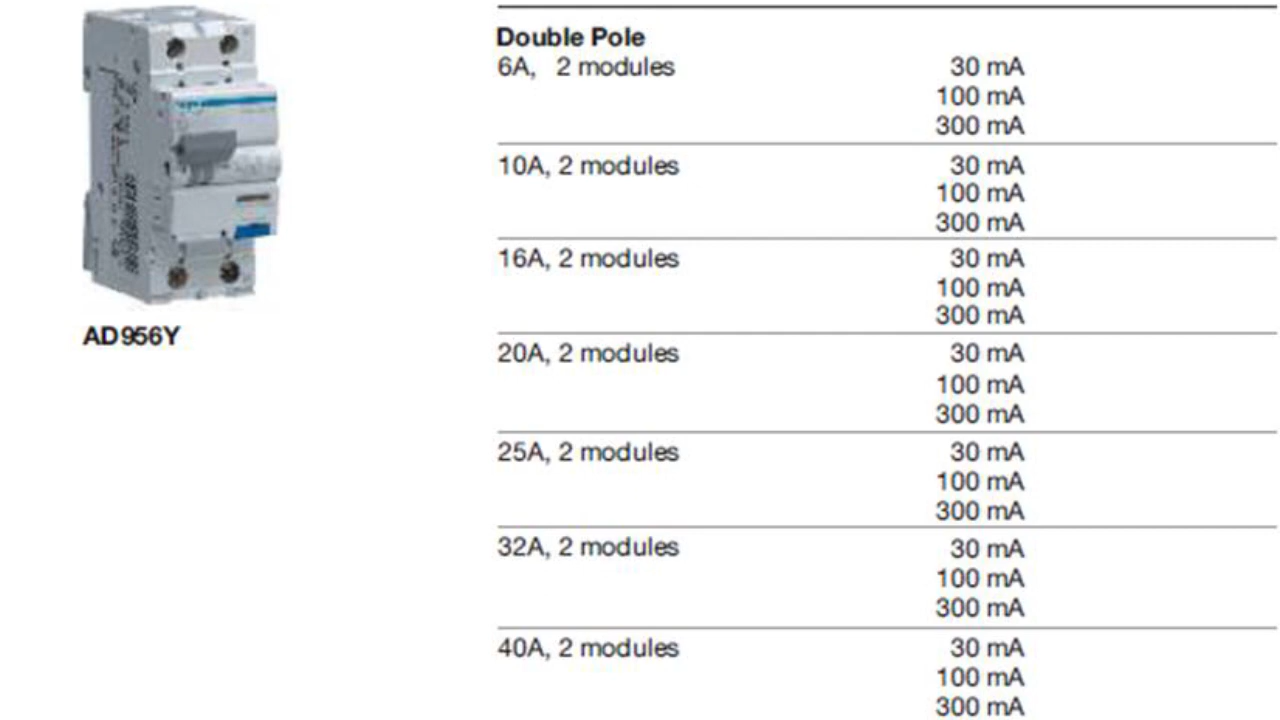 Double Pole
6A, 2 modules 30 mA
100 mA
300 mA
10A, 2 modules 30 mA
100 mA
300 mA
16A, 2 modules 30 mA
100 mA
300 mA
20A, 2 modules 30 mA
100 mA
300 mA
25A, 2 modules 30 mA
100 mA
300 mA
32A, 2 modules 30 mA
100 mA
300 mA
40A, 2 modules 30 mA
100 mA
300 mA
AD956Y